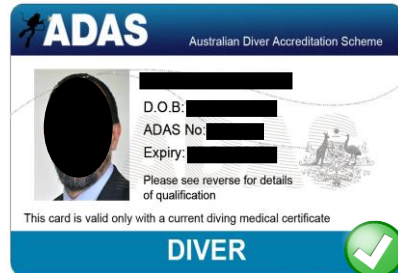 ADAS
Australian Diver Accreditation Scheme
D.O.B:
ADAS No:
Expiry:
Please see reverse for details
of qualification
This card is valid only with a current diving medical certificate
DIVER